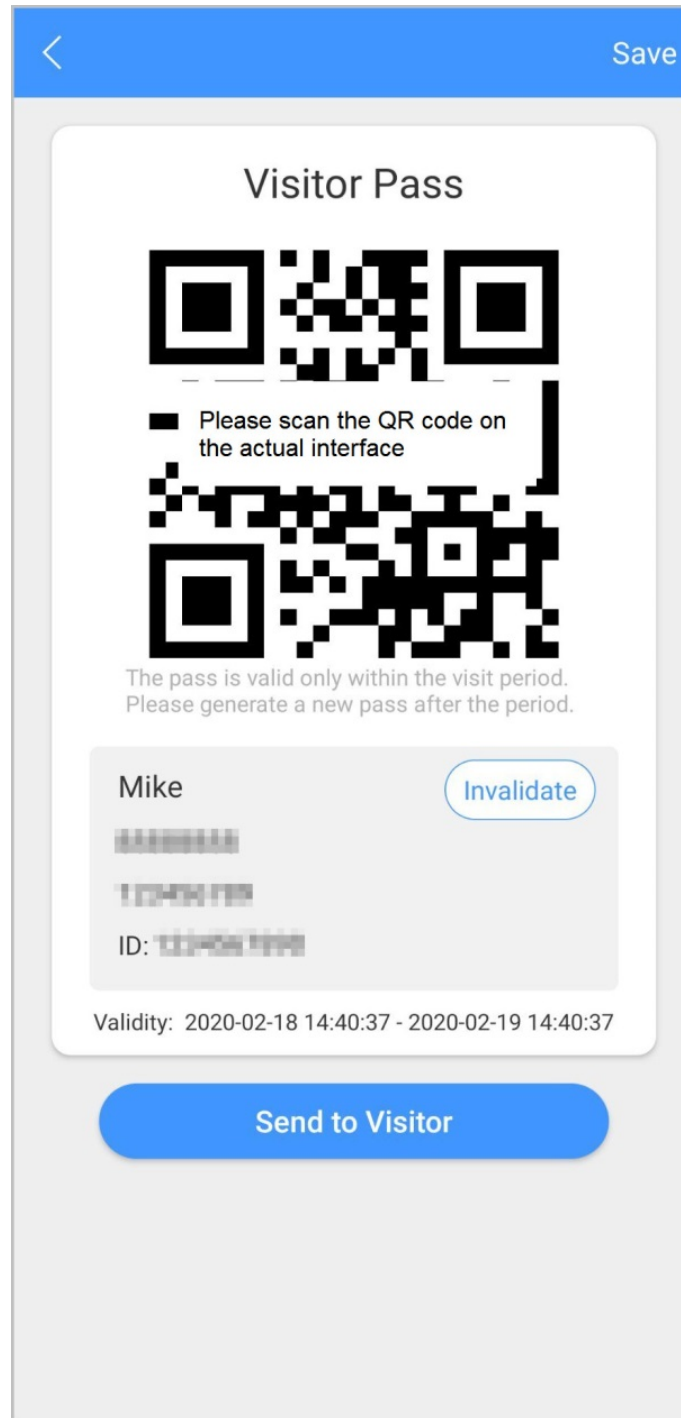 Save
Visitor Pass
Please scan the QR code on
the actual interface
The pass is valid only within the visit period.
Please generate a new pass after the period.
Mike
Invalidate
ID:
Validity: 2020-02-18 14:40:37 - 2020-02-19 14:40:37
Send to Visitor